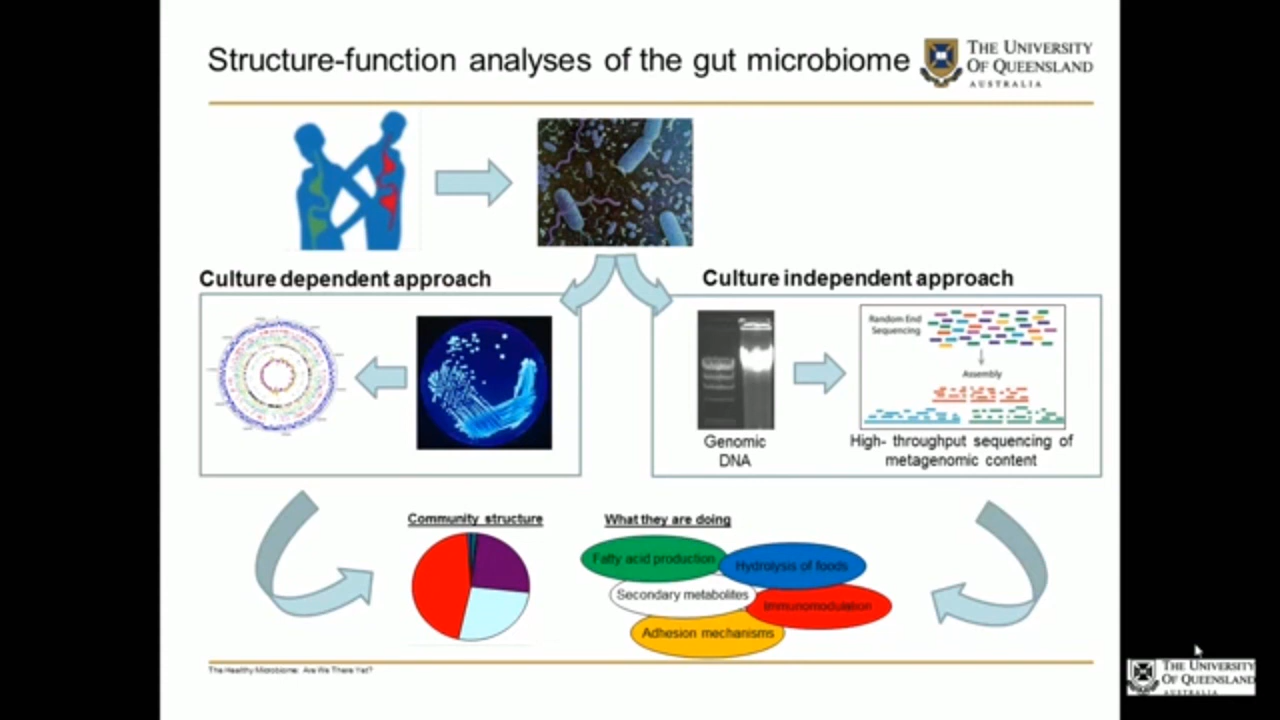 Structure-function analyses of the gut microbiome
THE UNIVERSITY
OF QUEENSLAND
AUSTRALIA
Culture dependent approach
Culture independent approach
Random End
Sequencing
Assembly
Genomic
DNA
High- throughput sequencing of
metagenomic content
Community structure
What they are doing
Fatty acid production
Hydrolysis of foods
Secondary metabolites
Immunomodulation
Adhesion mechanisms
The Healthy Microbiome: Are We There Yet?
THE UNIVERSITY
OF QUEENSLAND
AUSTRALIA